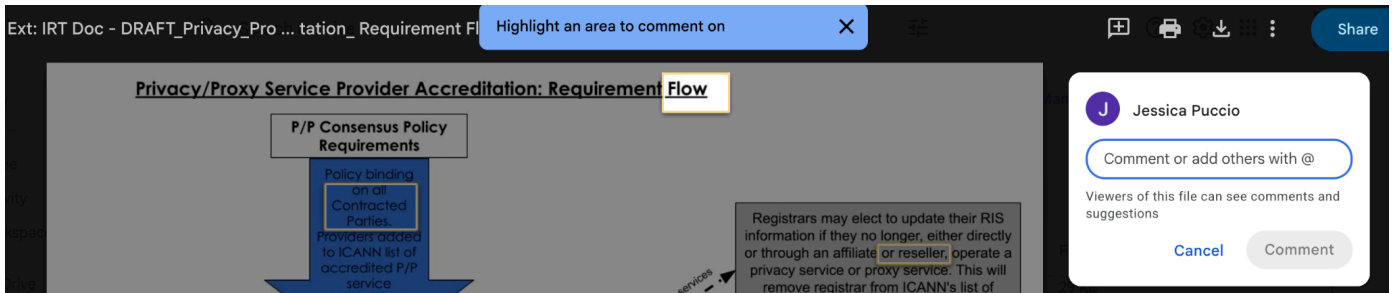 Ext: IRT Doc - DRAFT_Privacy_Pro ... tation_ Requirement Fl
Highlight an area to comment on
Share
Privacy/Proxy Service Provider Accreditation: Requirement Flow
P/P Consensus Policy
Requirements
Policy binding
on all
Contracted
Parties.
Providers added
to ICANN list of
accredited P/P
service
services
Registrars may elect to update their RIS
information if they no longer, either directly
or through an affiliate or reseller, operate a
privacy service or proxy service. This will
remove registrar from ICANN's list of
J
Jessica Puccio
Comment or add others with @
Viewers of this file can see comments and
suggestions
Cancel
Comment